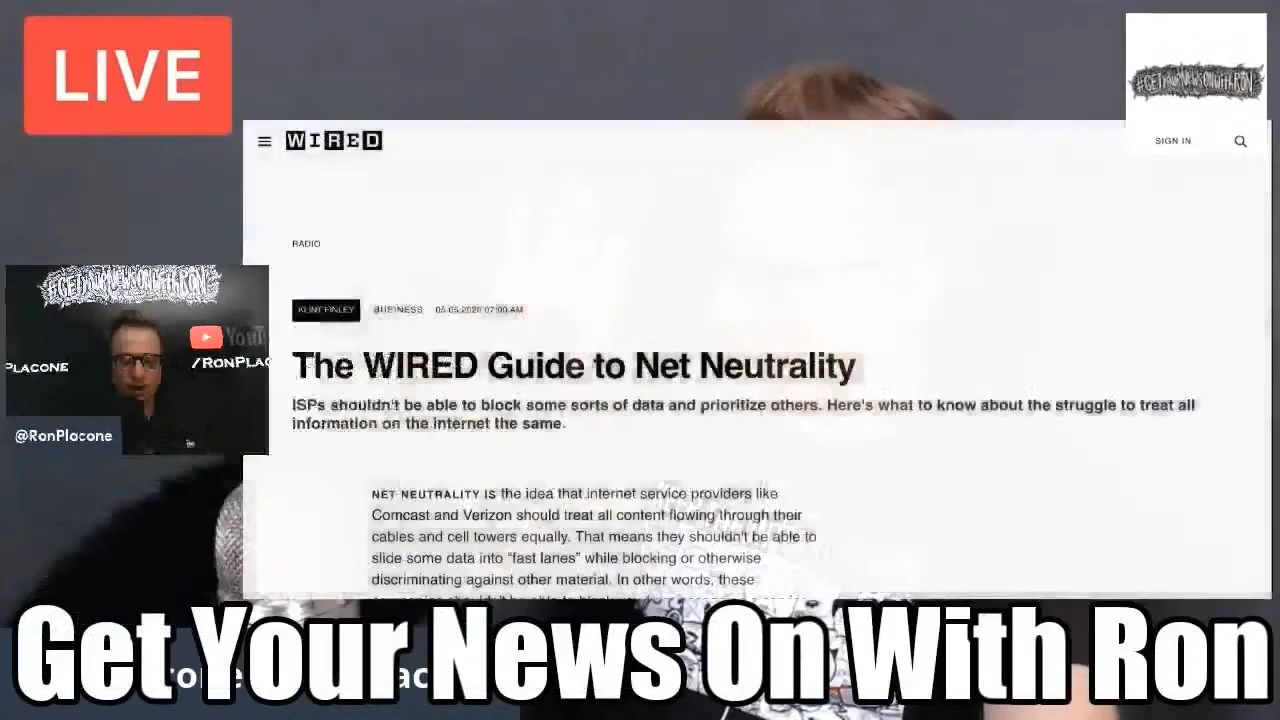 LIVE
#GETYOURNEWSONWITHRON
WIRED
SIGN IN
RADIO
KLINT FINLEY BUSINESS 05.05.2020 07:00 AM
The WIRED Guide to Net Neutrality
ISPs shouldn't be able to block some sorts of data and prioritize others. Here's what to know about the struggle to treat all
information on the internet the same.
#GETYOURNEWSONWITHRON
YouT
PLACONE
/RONPLAC
@RonPlacone
NET NEUTRALITY IS the idea that internet service providers like
Comcast and Verizon should treat all content flowing through their
cables and cell towers equally. That means they shouldn't be able to
slide some data into “fast lanes” while blocking or otherwise
discriminating against other material. In other words, these
Get Your News On With Ron